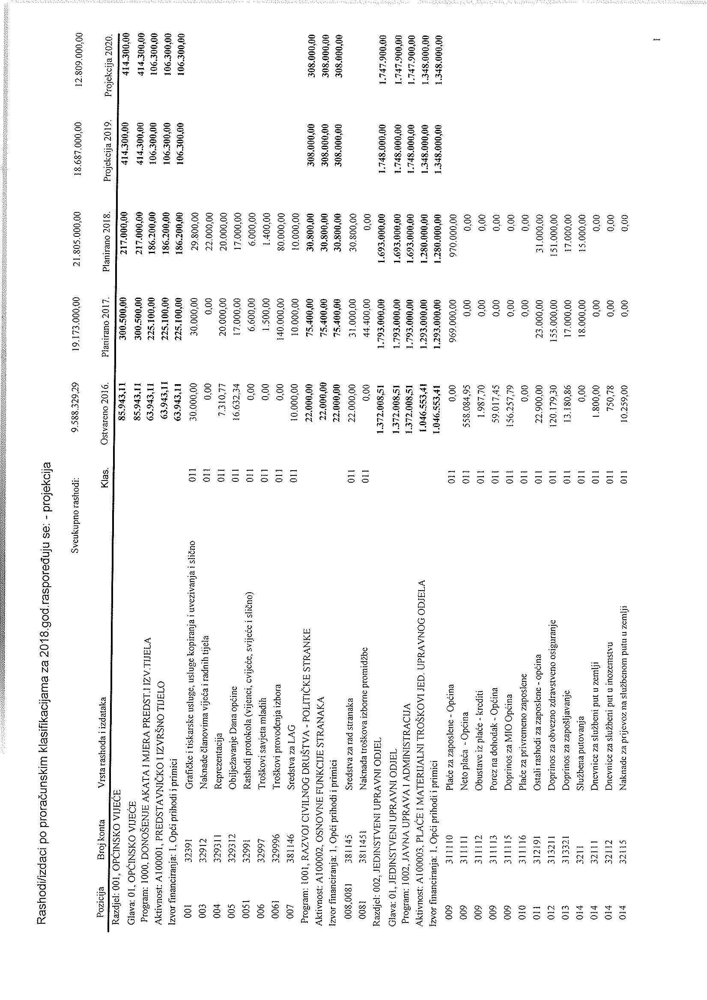 Rashodi/izdaci po proračunskim klasifikacijama za 2018.god.raspoređuju se: - projekcija
Sveukupno rashodi: 9.588.329,29 19.173.000,00 21.805.000,00 18.687.000,00 12.809.000,00
Pozicija Broj konta Vrsta rashoda i izdataka Klas. Ostvareno 2016. Planirano 2017. Planirano 2018. Projekcija 2019. Projekcija 2020.
Razdjel: 001, OPĆINSKO VIJEĆE 85.943,11 300.500,00 217.000,00 414.300,00 414.300,00
Glava: 01, OPĆINSKO VIJEĆE 85.943,11 300.500,00 217.000,00 414.300,00 414.300,00
Program: 1000, DONOŠENJE AKATA I MJERA PREDST.I IZV.TIJELA 63.943,11 225.100,00 186.200,00 106.300,00 106.300,00
Aktivnost: A100001, PREDSTAVNIČKO I IZVRŠNO TIJELO 63.943,11 225.100,00 186.200,00 106.300,00 106.300,00
Izvor financiranja: 1, Opći prihodi i primici 63.943,11 225.100,00 186.200,00 106.300,00 106.300,00
001 32391 Grafičke i tiskarske usluge, usluge kopiranja i uvezivanja i slično 011 30.000,00 30.000,00 29.800,00
003 32912 Naknade članovima vijeća i radnih tijela 011 0,00 0,00 22.000,00
004 329311 Reprezentacija 011 7.310,77 20.000,00 20.000,00
005 329312 Obilježavanje Dana općine 011 16.632,34 17.000,00 17.000,00
0051 32991 Rashodi protokola (vijenci, cvijeće, svijeće i slično) 011 0,00 6.600,00 6.000,00
006 32997 Troškovi savjeta mladih 011 0,00 1.500,00 1.400,00
0061 329996 Troškovi provođenja izbora 011 0,00 140.000,00 80.000,00
007 381146 Sredstva za LAG 011 10.000,00 10.000,00 10.000,00
Program: 1001, RAZVOJ CIVILNOG DRUŠTVA - POLITIČKE STRANKE 22.000,00 75.400,00 30.800,00 308.000,00 308.000,00
Aktivnost: A100002, OSNOVNE FUNKCIJE STRANAKA 22.000,00 75.400,00 30.800,00 308.000,00 308.000,00
Izvor financiranja: 1, Opći prihodi i primici 22.000,00 75.400,00 30.800,00 308.000,00 308.000,00
008,0081 381145 Sredstva za rad stranaka 011 22.000,00 31.000,00 30.800,00
0081 3811451 Naknada troškova izborne promidžbe 011 0,00 44.400,00 0,00
Razdjel: 002, JEDINSTVENI UPRAVNI ODJEL 1.372.008,51 1.793.000,00 1.693.000,00 1.748.000,00 1.747.900,00
Glava: 01, JEDINSTVENI UPRAVNI ODJEL 1.372.008,51 1.793.000,00 1.693.000,00 1.748.000,00 1.747.900,00
Program: 1002, JAVNA UPRAVA I ADMINISTRACIJA 1.372.008,51 1.793.000,00 1.693.000,00 1.748.000,00 1.747.900,00
Aktivnost: A100003, PLAĆE I MATERIJALNI TROŠKOVI JED. UPRAVNOG ODJELA 1.046.553,41 1.293.000,00 1.280.000,00 1.348.000,00 1.348.000,00
Izvor financiranja: 1, Opći prihodi i primici 1.046.553,41 1.293.000,00 1.280.000,00 1.348.000,00 1.348.000,00
009 311110 Plaće za zaposlene - Općina 011 0,00 969.000,00 970.000,00
009 311111 Neto plaća - Općina 011 558.084,95 0,00 0,00
009 311112 Obustave iz plaće - krediti 011 1.987,70 0,00 0,00
009 311113 Porez na dohodak - Općina 011 59.017,45 0,00 0,00
009 311115 Doprinos za MIO Općina 011 156.257,79 0,00 0,00
010 311116 Plaće za privremeno zaposlene 011 0,00 0,00 0,00
011 312191 Ostali rashodi za zaposlene - općina 011 22.900,00 23.000,00 31.000,00
012 313211 Doprinos za obvezno zdravstveno osiguranje 011 120.179,30 155.000,00 151.000,00
013 313321 Doprinos za zapošljavanje 011 13.180,86 17.000,00 17.000,00
014 3211 Službena putovanja 011 0,00 18.000,00 15.000,00
014 32111 Dnevnice za službeni put u zemlji 011 1.800,00 0,00 0,00
014 32112 Dnevnice za službeni put u inozemstvu 011 750,78 0,00 0,00
014 32115 Naknade za prijevoz na službenom putu u zemlji 011 10.259,00 0,00 0,00
1